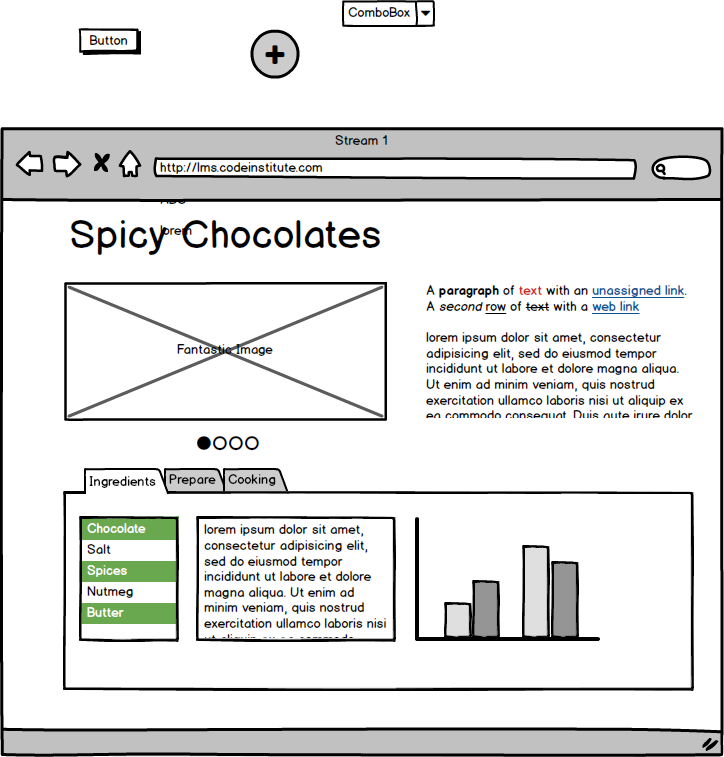 ComboBox
Button
Stream 1
http://lms.codeinstitute.com
lorem
Spicy Chocolates
Fantastic Image
A paragraph of text with an unassigned link.
A second row of text with a web link
lorem ipsum dolor sit amet, consectetur
adipisicing elit, sed do eiusmod tempor
incididunt ut labore et dolore magna aliqua.
Ut enim ad minim veniam, quis nostrud
exercitation ullamco laboris nisi ut aliquip ex
ea commodo consequat. Duis aute irure dolor
Ingredients
Prepare
Cooking
Chocolate
Salt
Spices
Nutmeg
Butter
lorem ipsum dolor sit amet,
consectetur adipisicing elit,
sed do eiusmod tempor
incididunt ut labore et dolore
magna aliqua. Ut enim ad
minim veniam, quis nostrud
exercitation ullamco laboris nisi
ut aliquip ex ea commodo